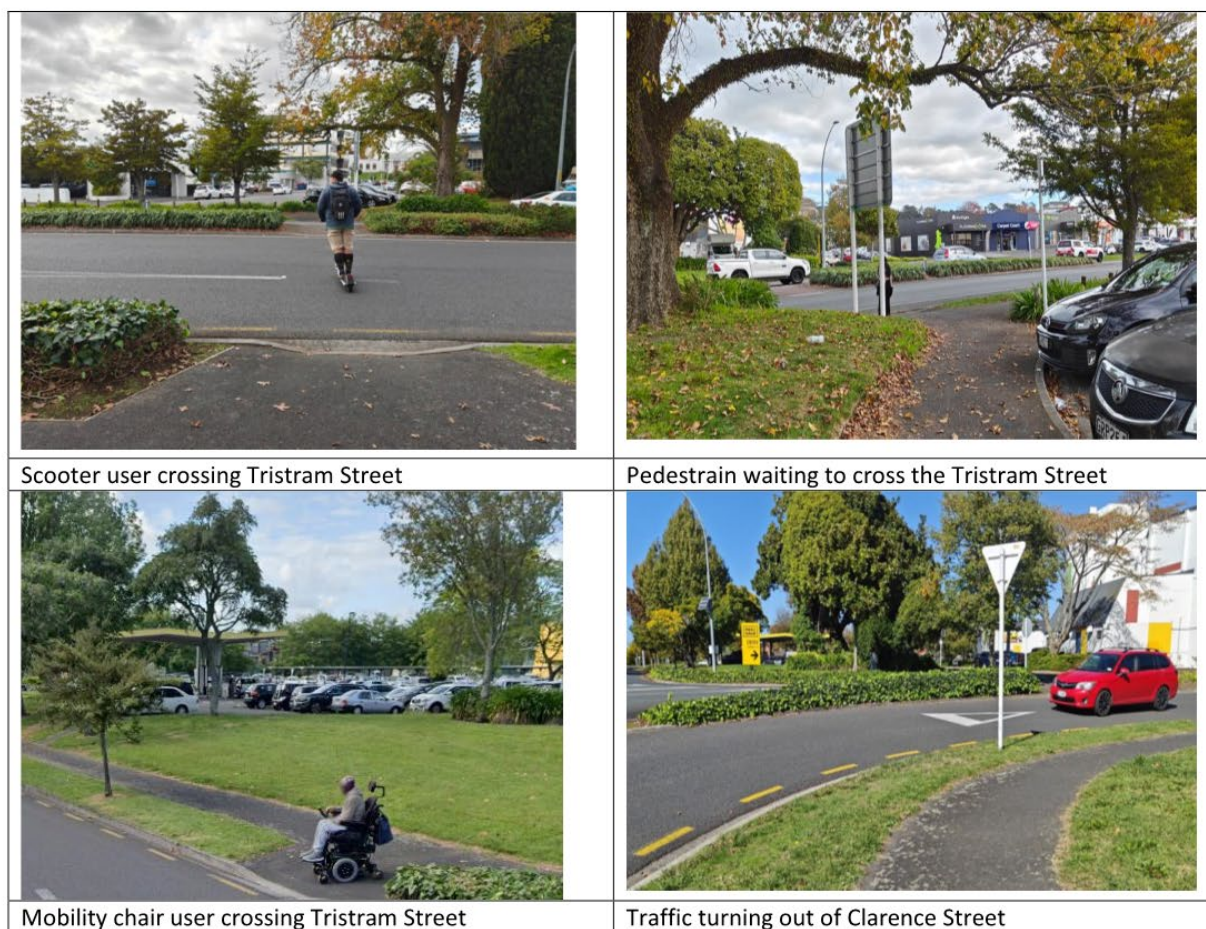 Scooter user crossing Tristram Street
Pedestrain waiting to cross the Tristram Street
Mobility chair user crossing Tristram Street
Traffic turning out of Clarence Street